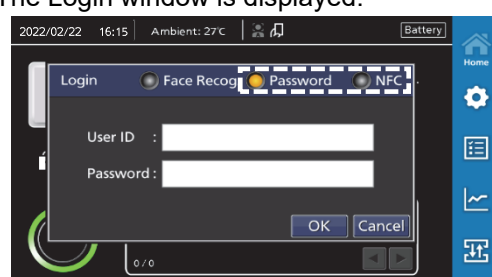 The Login window is displayed.
2022/02/22 16:15 Ambient: 27℃ Battery
Home
Login Face Recog Password NFC
User ID :
Password :
OK Cancel
0/0